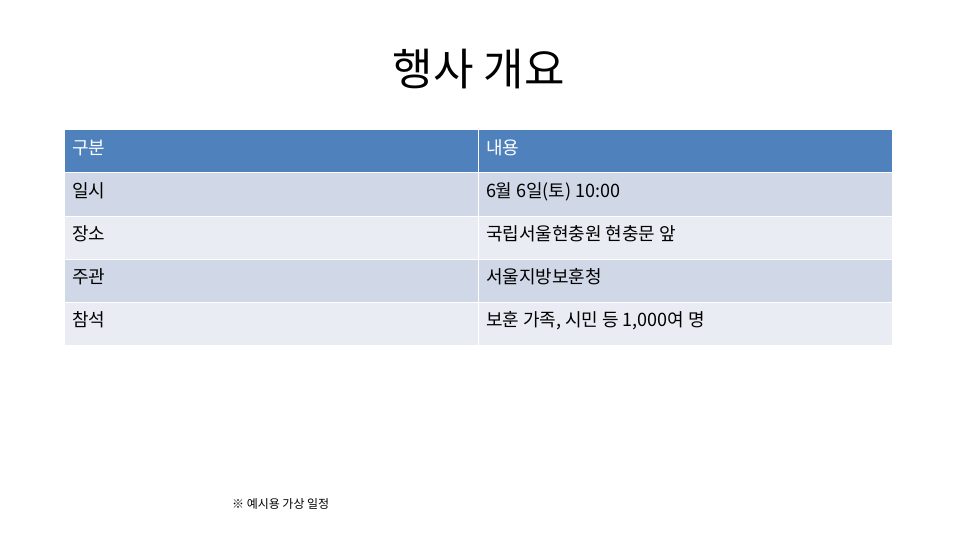 행사 개요
구분 내용
일시 6월 6일(토) 10:00
장소 국립서울현충원 현충문 앞
주관 서울지방보훈청
참석 보훈 가족, 시민 등 1,000여 명
※ 예시용 가상 일정